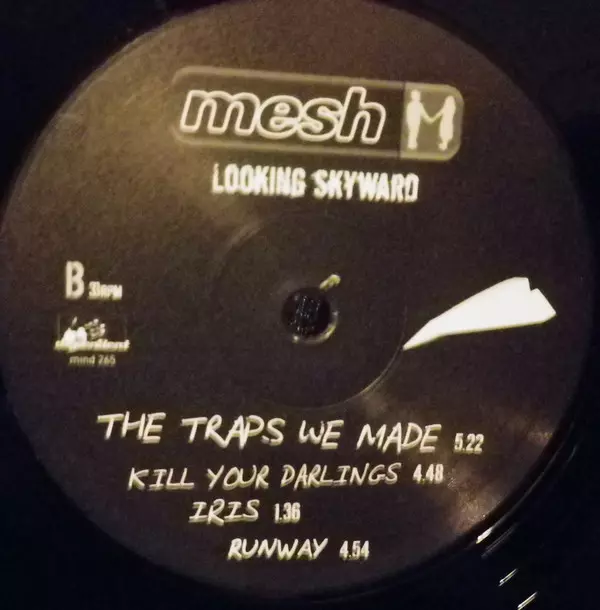 mesh
LOOKING SKYWARD
B 33RPM
mind 265
THE TRAPS WE MADE 5.22
KILL YOUR DARLINGS 4.48
IRIS 1.36
RUNWAY 4.54